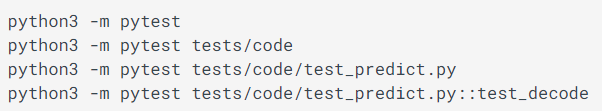 python3 -m pytest
python3 -m pytest tests/code
python3 -m pytest tests/code/test_predict.py
python3 -m pytest tests/code/test_predict.py::test_decode